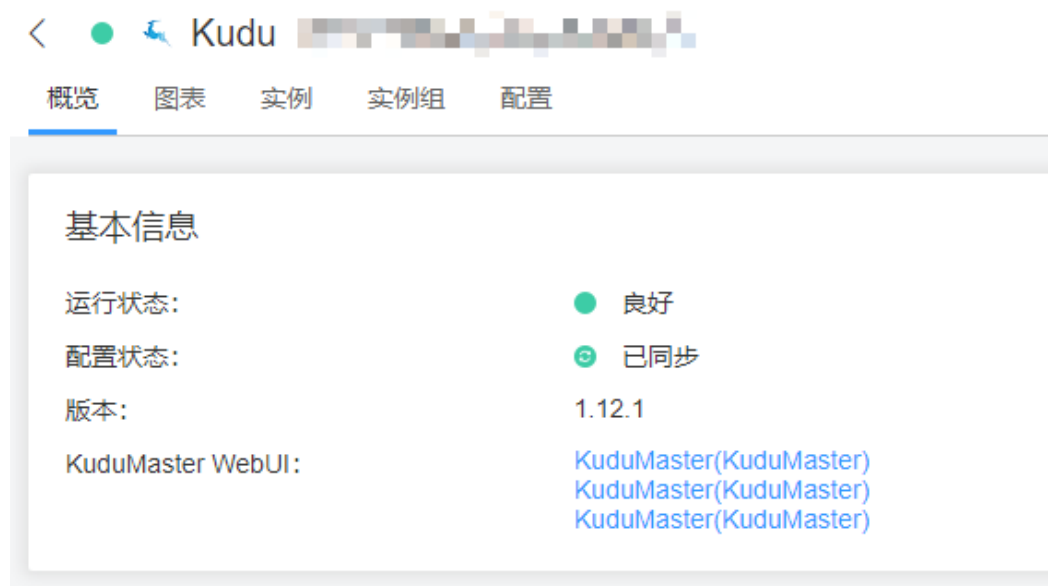 Kudu
概览 图表 实例 实例组 配置
基本信息
运行状态： 良好
配置状态： 已同步
版本： 1.12.1
KuduMaster WebUI： KuduMaster(KuduMaster)
KuduMaster(KuduMaster)
KuduMaster(KuduMaster)